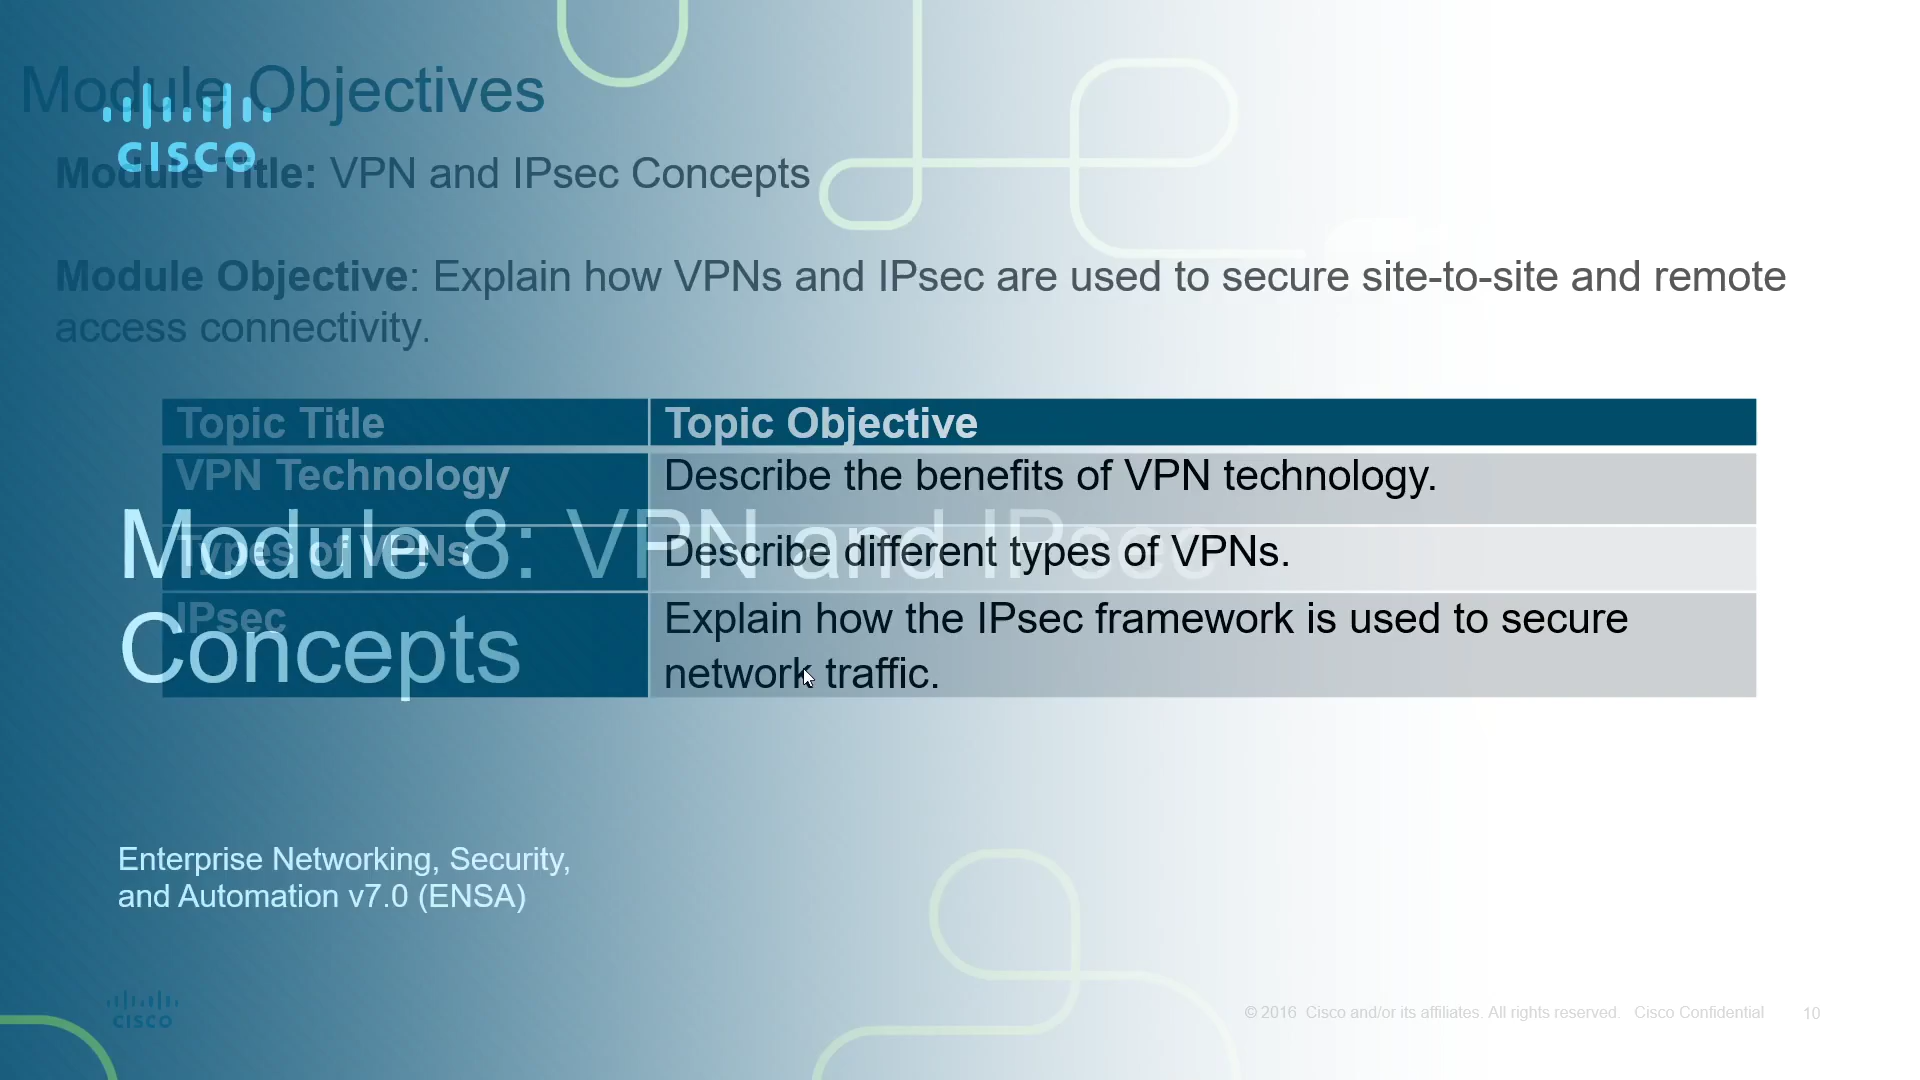 Module Objectives
CISCO
Module Title: VPN and IPsec Concepts
Module Objective: Explain how VPNs and IPsec are used to secure site-to-site and remote
access connectivity.
Topic Title Topic Objective
VPN Technology Describe the benefits of VPN technology.
Types of VPNs Describe different types of VPNs.
IPsec Explain how the IPsec framework is used to secure
network traffic.
Module 8: VPN and IPsec
Concepts
Enterprise Networking, Security,
and Automation v7.0 (ENSA)
CISCO
© 2016 Cisco and/or its affiliates. All rights reserved. Cisco Confidential 10